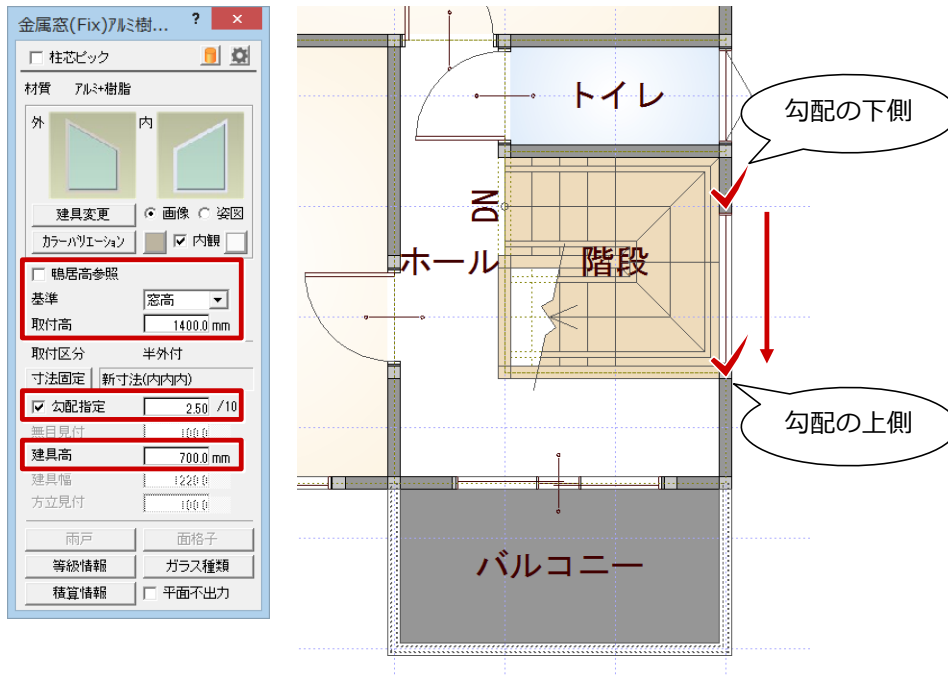 金属窓(Fix)アルミ樹... ? ×
柱芯ピック
材質 アルミ+樹脂
外 内
建具変更 画像 姿図
カラーバリエーション 内観
鴨居高参照
基準 窓高
取付高 1400.0 mm
取付区分 半外付
寸法固定 新寸法(内内内)
勾配指定 2.50 /10
無目見付 100.0
建具高 700.0 mm
建具幅 1220.0
方立見付 100.0
雨戸 面格子
等級情報 ガラス種類
積算情報 平面不出力
トイレ
勾配の下側
DN
ホール 階段
勾配の上側
バルコニー